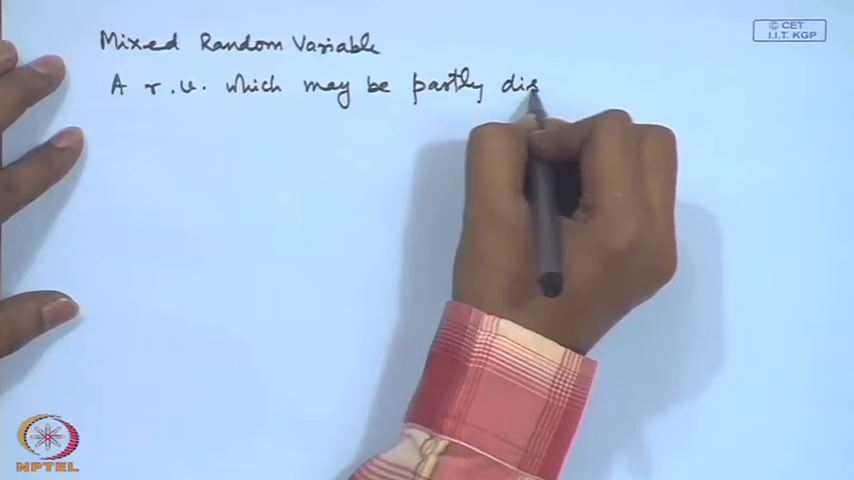 © CET
I.I.T. KGP
Mixed Random Variable
A r.v. which may be partly dis
NPTEL